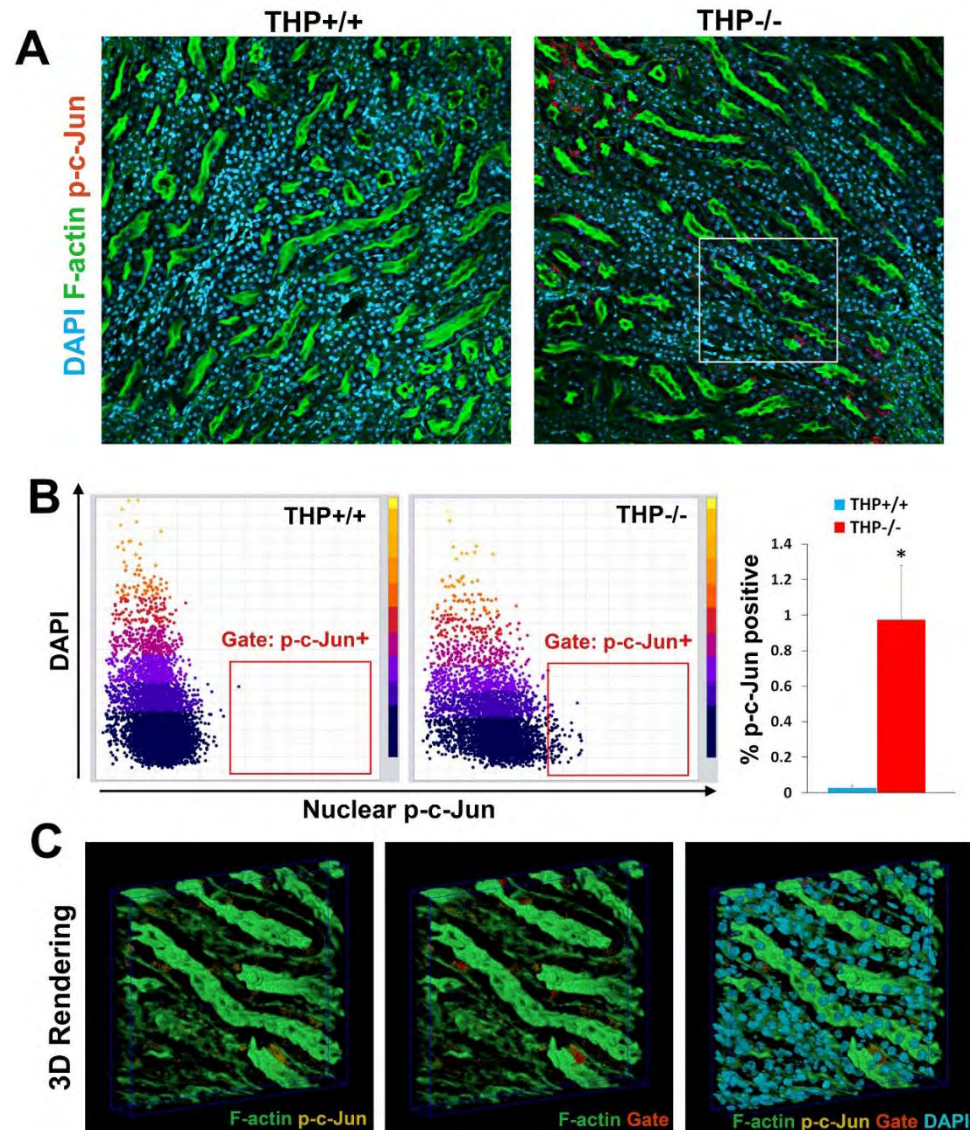 THP+/+
THP-/-
A
DAPI F-actin p-c-Jun
B
DAPI
THP+/+
Gate: p-c-Jun+
THP-/-
Gate: p-c-Jun+
Nuclear p-c-Jun
THP+/+
THP-/-
% p-c-Jun positive
1.4
1.2
1
0.8
0.6
0.4
0.2
0
*
C
3D Rendering
F-actin p-c-Jun
F-actin Gate
F-actin p-c-Jun Gate DAPI